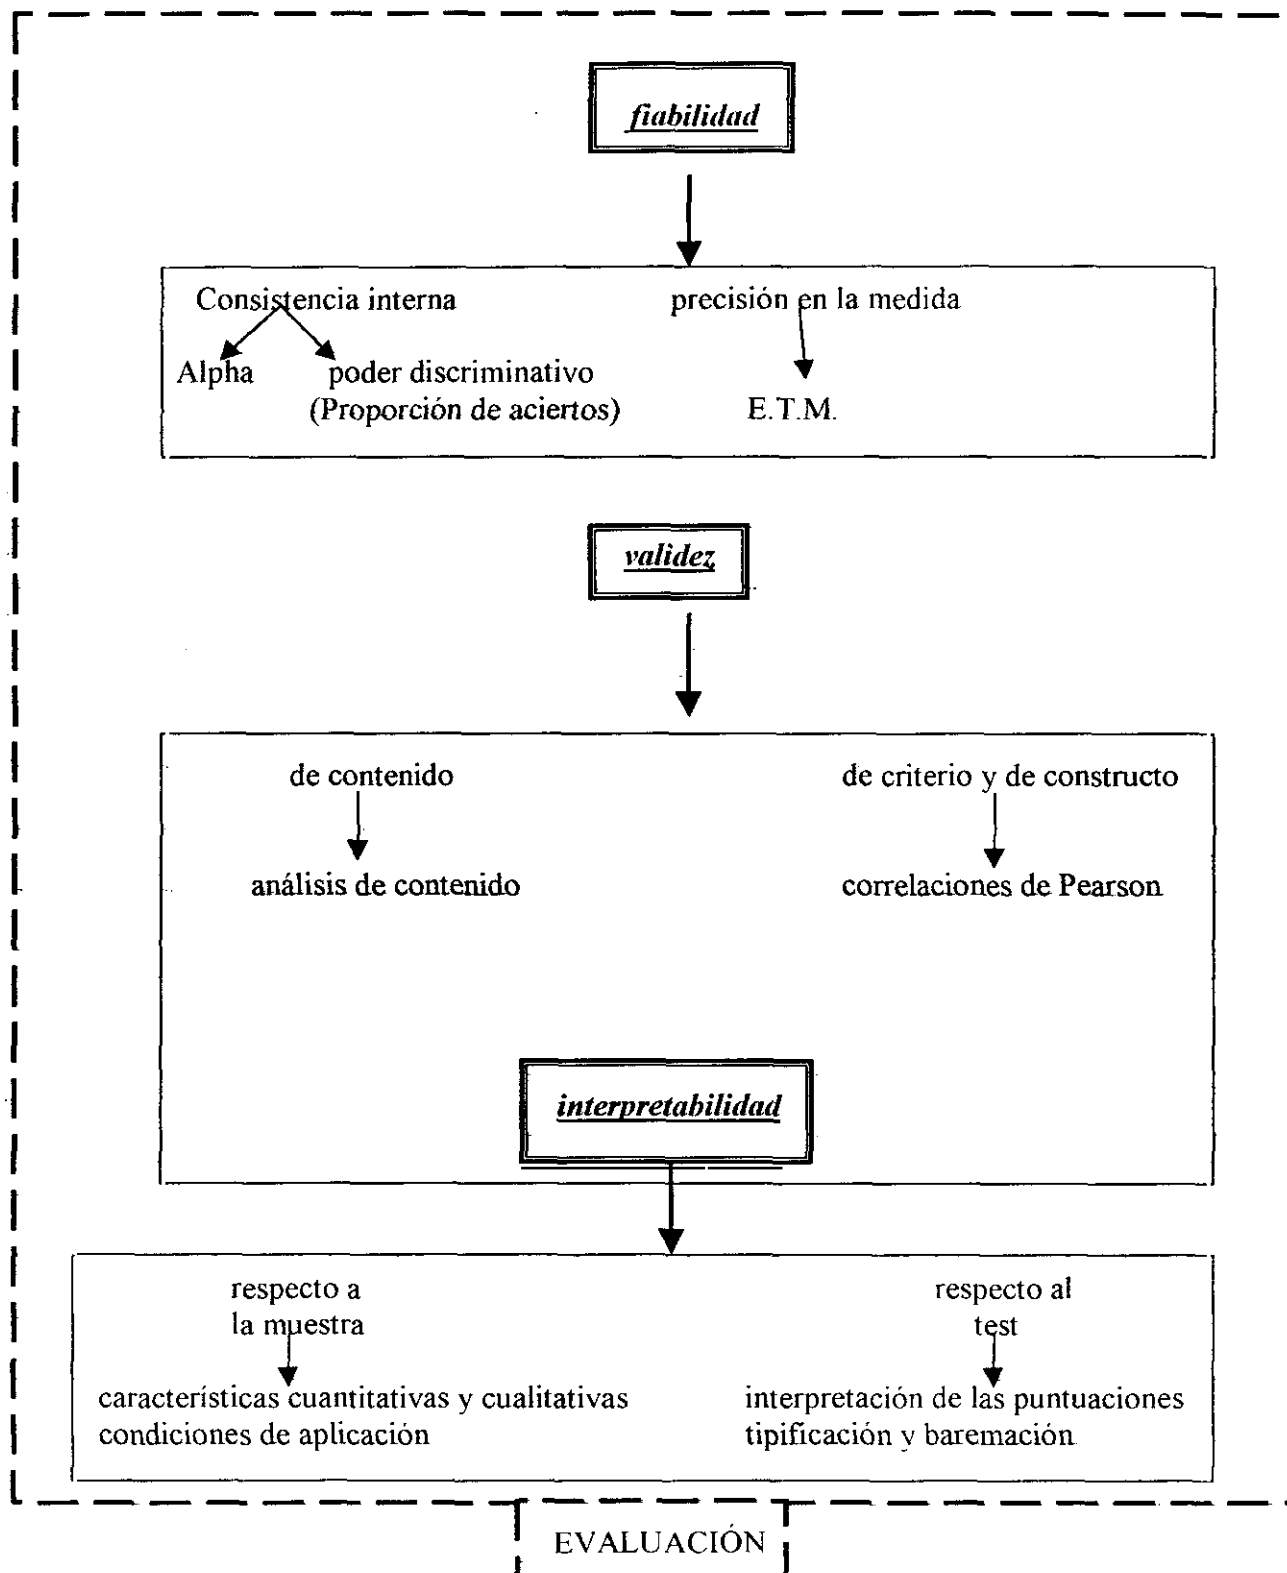 fiabilidad
Consistencia interna
precisión en la medida
Alpha
poder discriminativo
(Proporción de aciertos)
E.T.M.
validez
de contenido
de criterio y de constructo
análisis de contenido
correlaciones de Pearson
interpretabilidad
respecto a
la muestra
respecto al
test
características cuantitativas y cualitativas
condiciones de aplicación
interpretación de las puntuaciones
tipificación y baremación
EVALUACIÓN